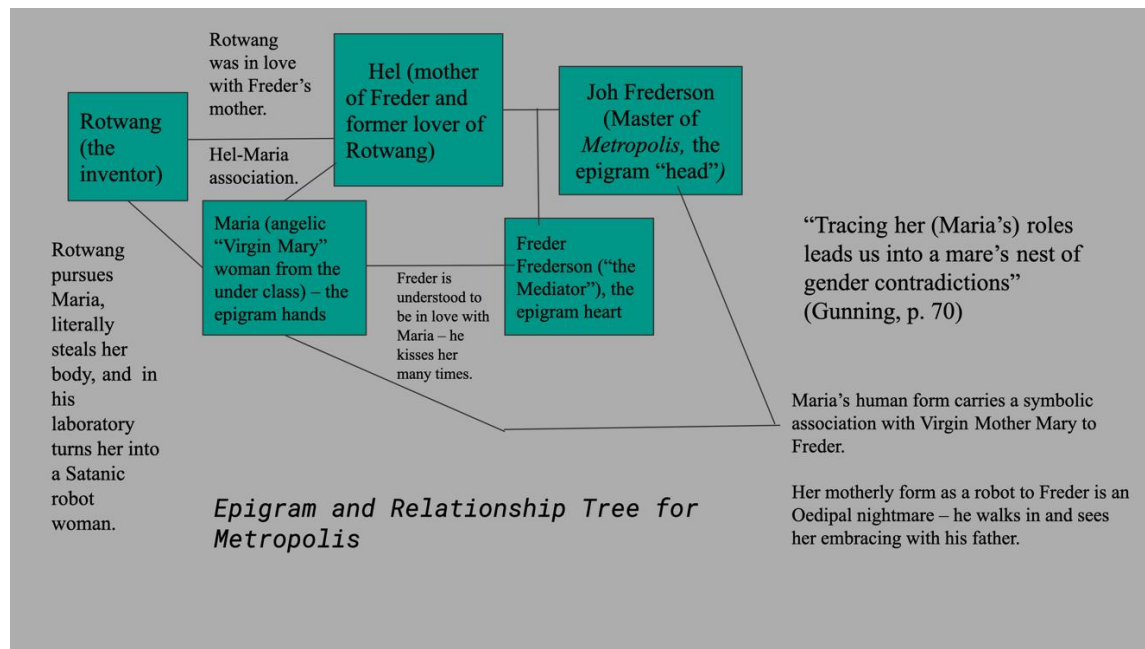 Rotwang
was in love
with Freder’s
mother.
Hel (mother
of Freder and
former lover of
Rotwang)
Joh Frederson
(Master of
Metropolis, the
epigram “head”)
Rotwang
(the
inventor)
Hel-Maria
association.
Maria (angelic
“Virgin Mary”
woman from the
under class) – the
epigram hands
Freder
Frederson (“the
Mediator”), the
epigram heart
“Tracing her (Maria’s) roles
leads us into a mare’s nest of
gender contradictions”
(Gunning, p. 70)
Rotwang
pursues
Maria,
literally
steals her
body, and in
his
laboratory
turns her into
a Satanic
robot
woman.
Freder is
understood to
be in love with
Maria – he
kisses her
many times.
Maria’s human form carries a symbolic
association with Virgin Mother Mary to
Freder.
Her motherly form as a robot to Freder is an
Oedipal nightmare – he walks in and sees
her embracing with his father.
Epigram and Relationship Tree for
Metropolis